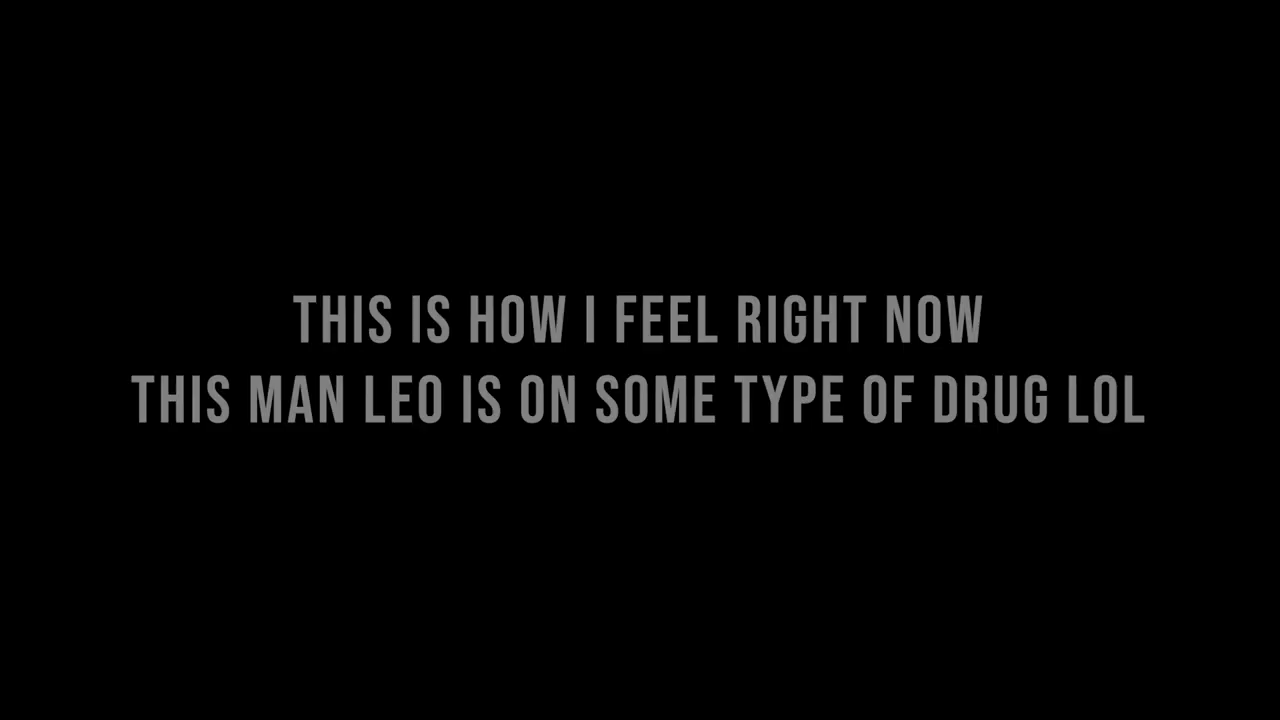 THIS IS HOW I FEEL RIGHT NOW
THIS MAN LEO IS ON SOME TYPE OF DRUG LOL